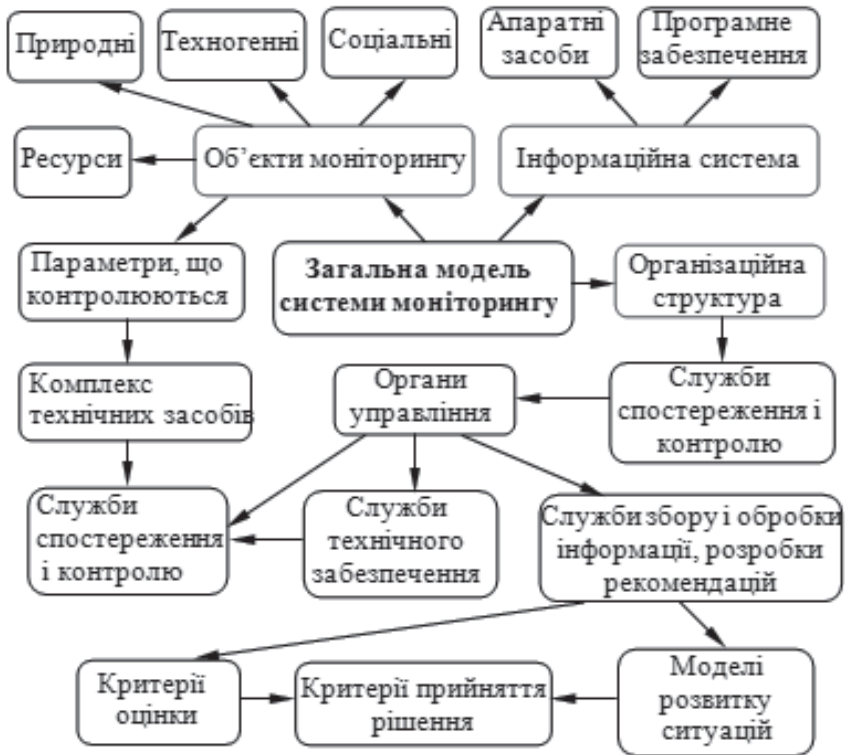 Природні
Техногенні
Соціальні
Апаратні
засоби
Програмне
забезпечення
Ресурси
Об’єкти моніторингу
Інформаційна система
Параметри, що
контролюються
Загальна модель
системи моніторингу
Організаційна
структура
Комплекс
технічних засобів
Органи
управління
Служби
спостереження і
контролю
Служби
спостереження
і контролю
Служби
технічного
забезпечення
Служби збору і обробки
інформації, розробки
рекомендацій
Критерії
оцінки
Критерії прийняття
рішення
Моделі
розвитку
ситуацій